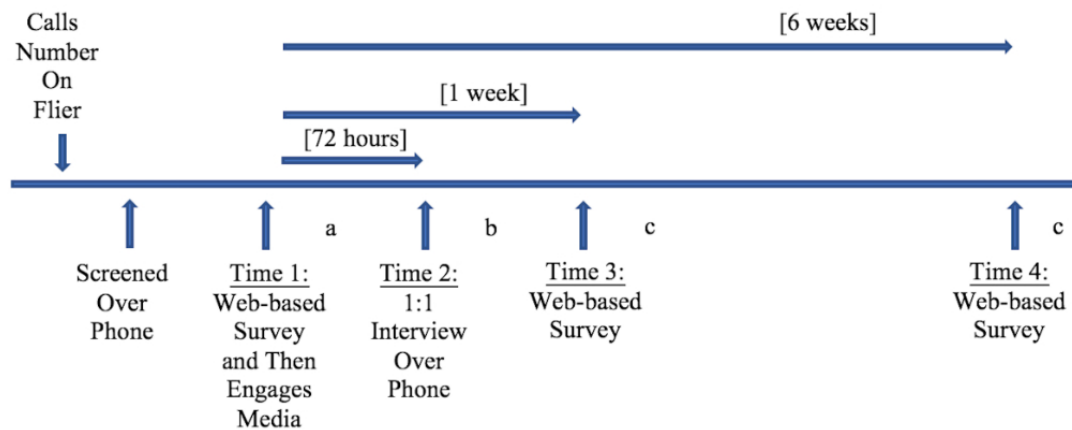 Calls
Number
On
Flier
[6 weeks]
[1 week]
[72 hours]
a
b
c
c
Screened
Over
Phone
Time 1:
Web-based
Survey
and Then
Engages
Media
Time 2:
1:1
Interview
Over
Phone
Time 3:
Web-based
Survey
Time 4:
Web-based
Survey